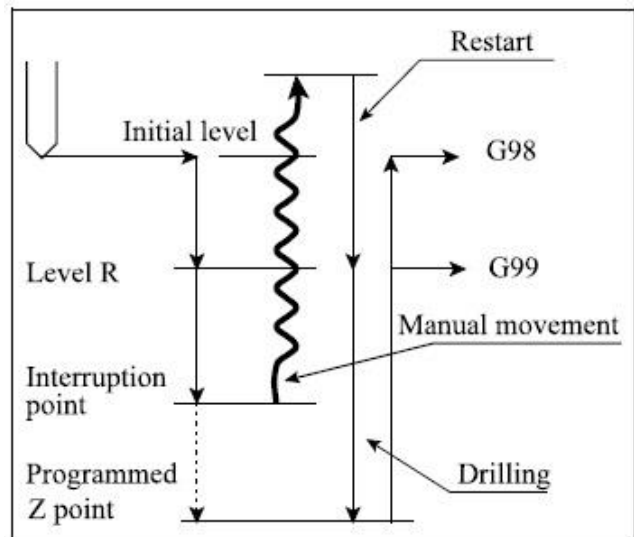 Restart
Initial level
G98
Level R
G99
Manual movement
Interruption
point
Programmed
Z point
Drilling